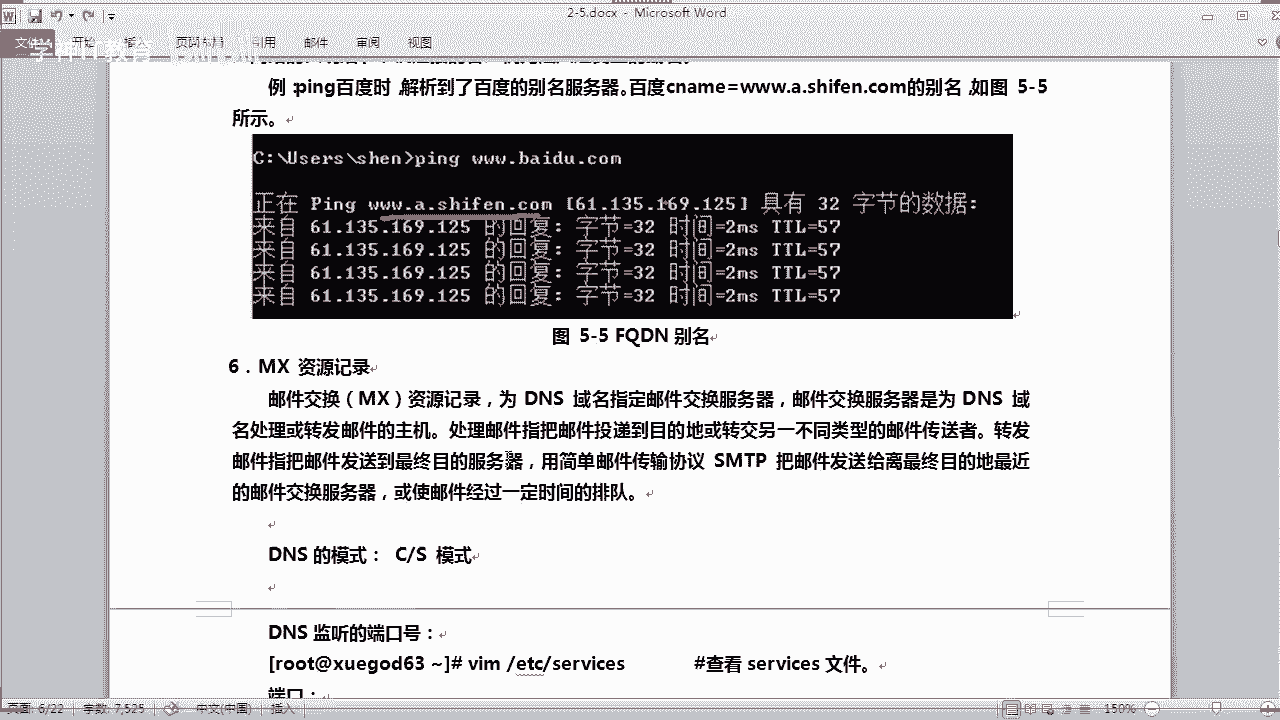 2-5.docx - Microsoft Word
文件 开始 页面布局 引用 邮件 审阅 视图
学神IT教育
例:ping百度时,解析到了百度的别名服务器。百度cname=www.a.shifen.com的别名,如图 5-5
所示。
C:\Users\shen>ping www.baidu.com
正在 Ping www.a.shifen.com [61.135.169.125] 具有 32 字节的数据:
来自 61.135.169.125 的回复: 字节=32 时间=2ms TTL=57
来自 61.135.169.125 的回复: 字节=32 时间=2ms TTL=57
来自 61.135.169.125 的回复: 字节=32 时间=2ms TTL=57
来自 61.135.169.125 的回复: 字节=32 时间=2ms TTL=57
图 5-5 FQDN 别名
6．MX 资源记录
邮件交换（MX）资源记录，为 DNS 域名指定邮件交换服务器，邮件交换服务器是为 DNS 域
名处理或转发邮件的主机。处理邮件指把邮件投递到目的地或转交另一不同类型的邮件传送者。转发
邮件指把邮件发送到最终目的服务器，用简单邮件传输协议 SMTP 把邮件发送给离最终目的地最近
的邮件交换服务器，或使邮件经过一定时间的排队。
DNS 的模式： C/S 模式
DNS 监听的端口号：
[root@xuegod63 ~]# vim /etc/services #查看 services 文件。
端口：
页面: 6/22 字数: 7,525 中文(中国) 插入 150%